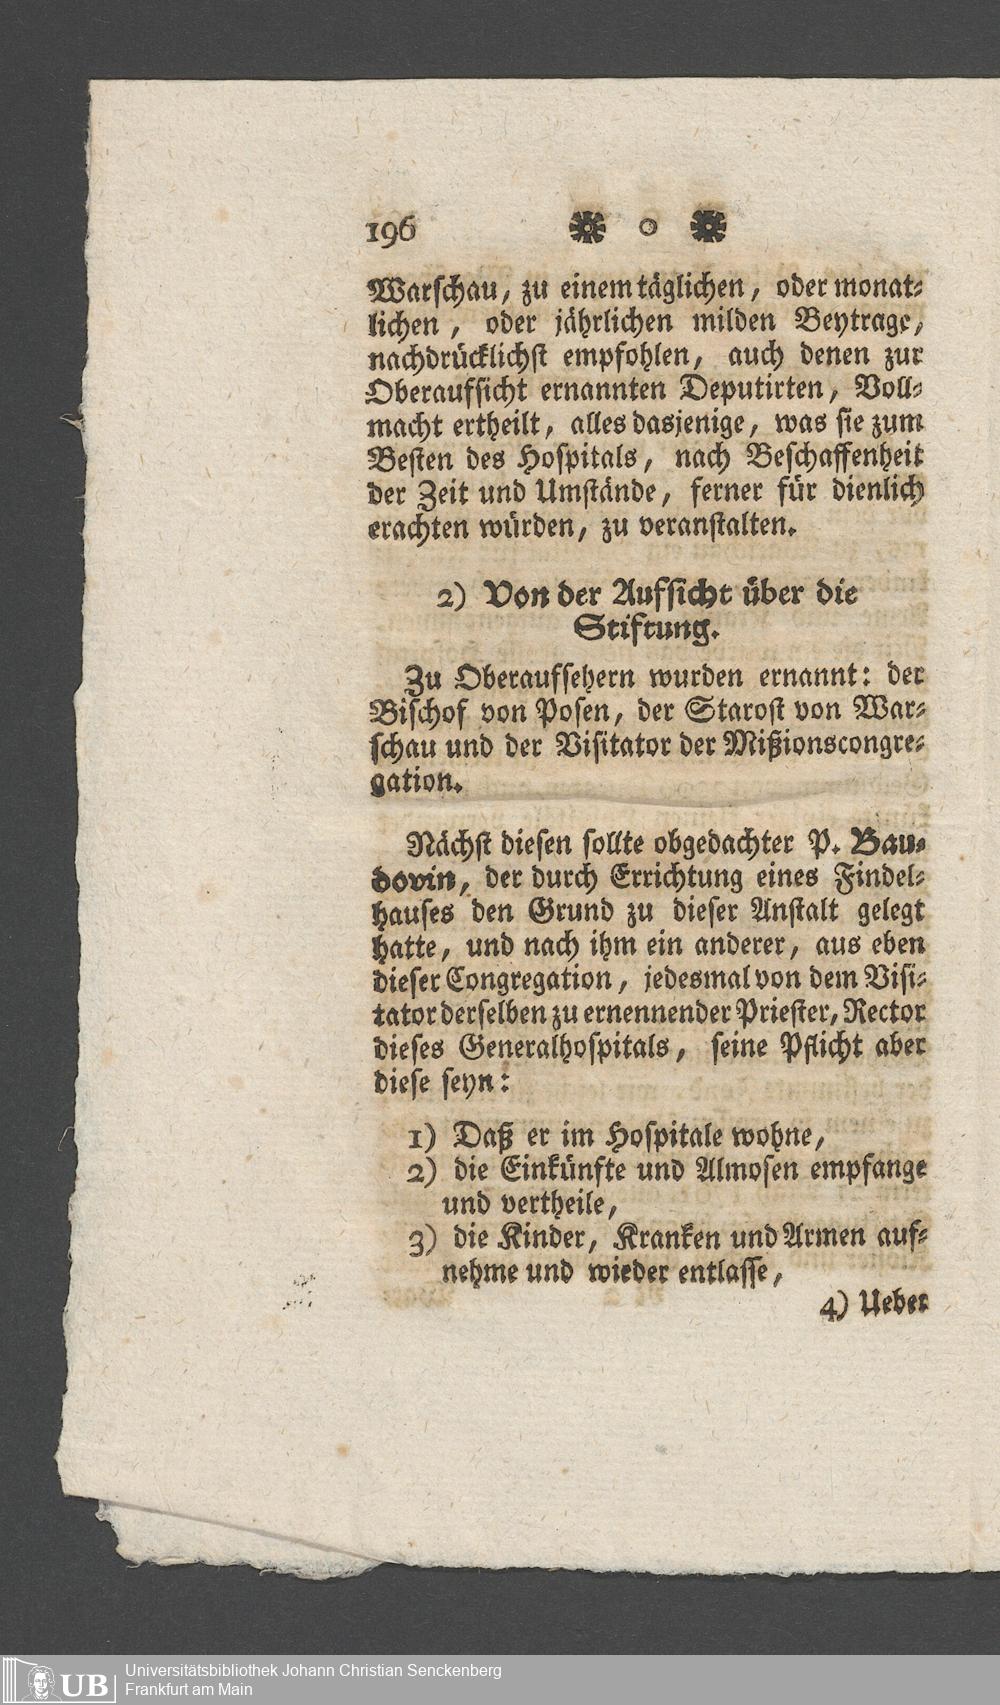 196
Warschau, zu einem täglichen, oder monat-
lichen, oder jährlichen milden Beytrage,
nachdrücklichst empfohlen, auch denen zur
Oberaufsicht ernannten Deputirten, Voll-
macht ertheilt, alles dasjenige, was sie zum
Besten des Hospitals, nach Beschaffenheit
der Zeit und Umstände, ferner für dienlich
erachten würden, zu veranstalten.
2) Von der Aufsicht über die
Stiftung.
Zu Oberaufsehern wurden ernannt: der
Bischof von Posen, der Starost von War-
schau und der Visitator der Mißionscongre-
gation.
Nächst diesen sollte obgedachter P. Bau-
dovin, der durch Errichtung eines Findel-
hauses den Grund zu dieser Anstalt gelegt
hatte, und nach ihm ein anderer, aus eben
dieser Congregation, jedesmal von dem Visi-
tator derselben zu ernennender Priester, Rector
dieses Generalhospitals, seine Pflicht aber
diese seyn:
1) Daß er im Hospitale wohne,
2) die Einkünfte und Almosen empfange
und vertheile,
3) die Kinder, Kranken und Armen auf-
nehme und wieder entlasse,
4) Ueber
UB
Universitätsbibliothek Johann Christian Senckenberg
Frankfurt am Main